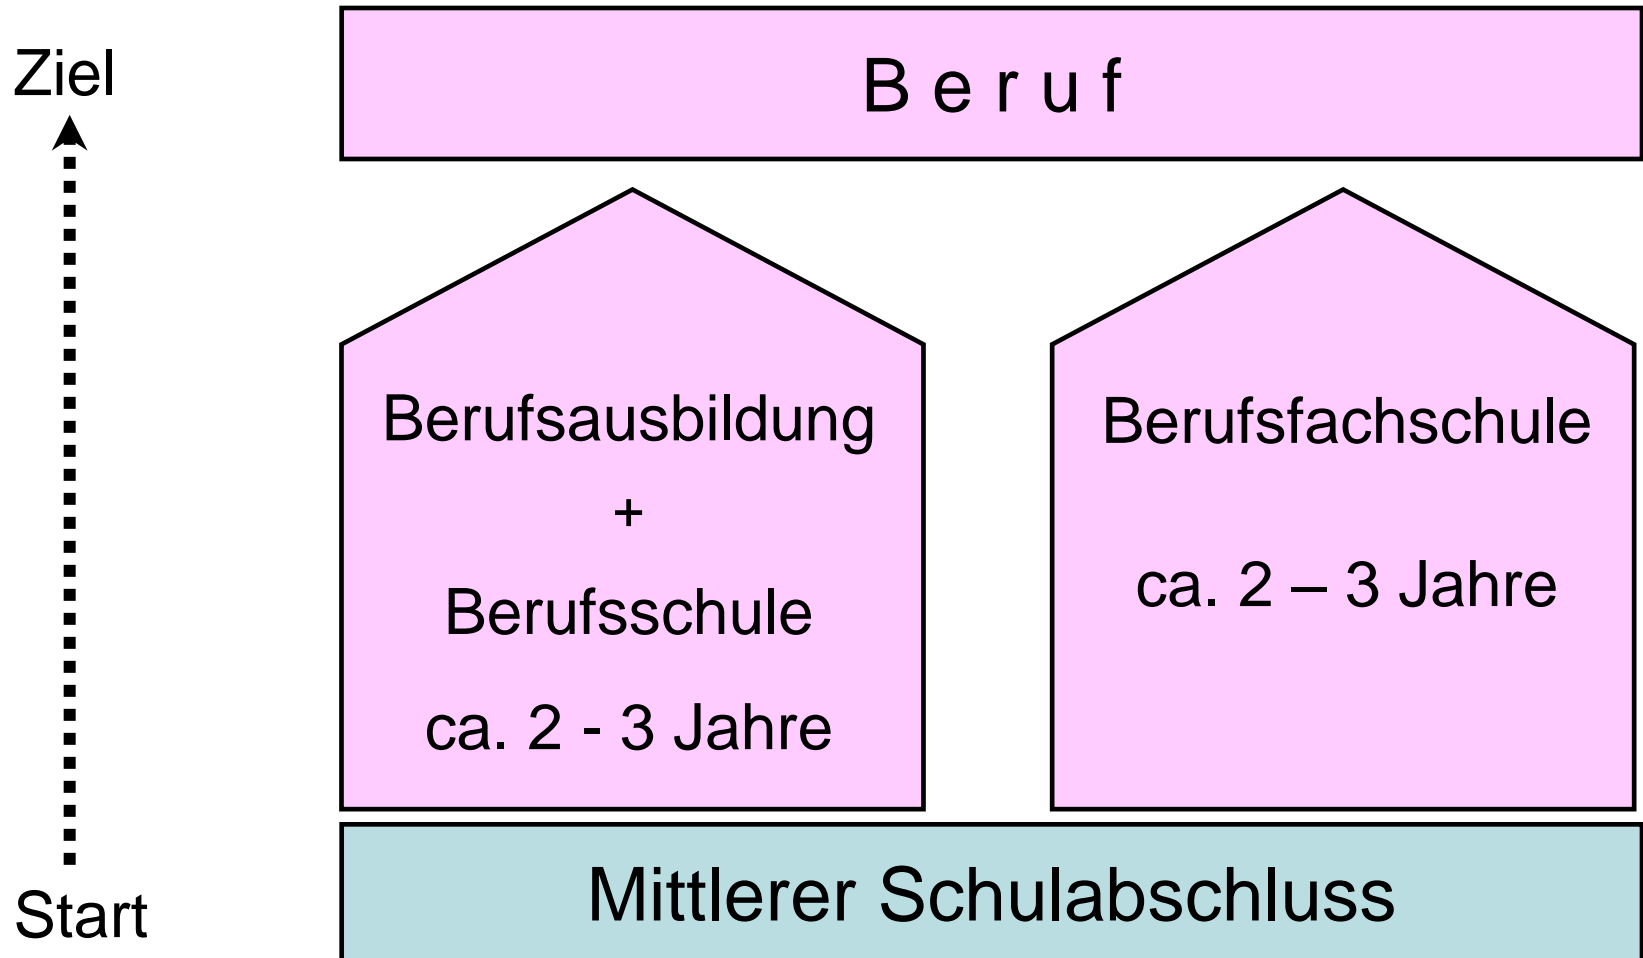 Ziel
B e r u f
Berufsausbildung
+
Berufsschule
ca. 2 - 3 Jahre
Berufsfachschule
ca. 2 – 3 Jahre
Mittlerer Schulabschluss
Start